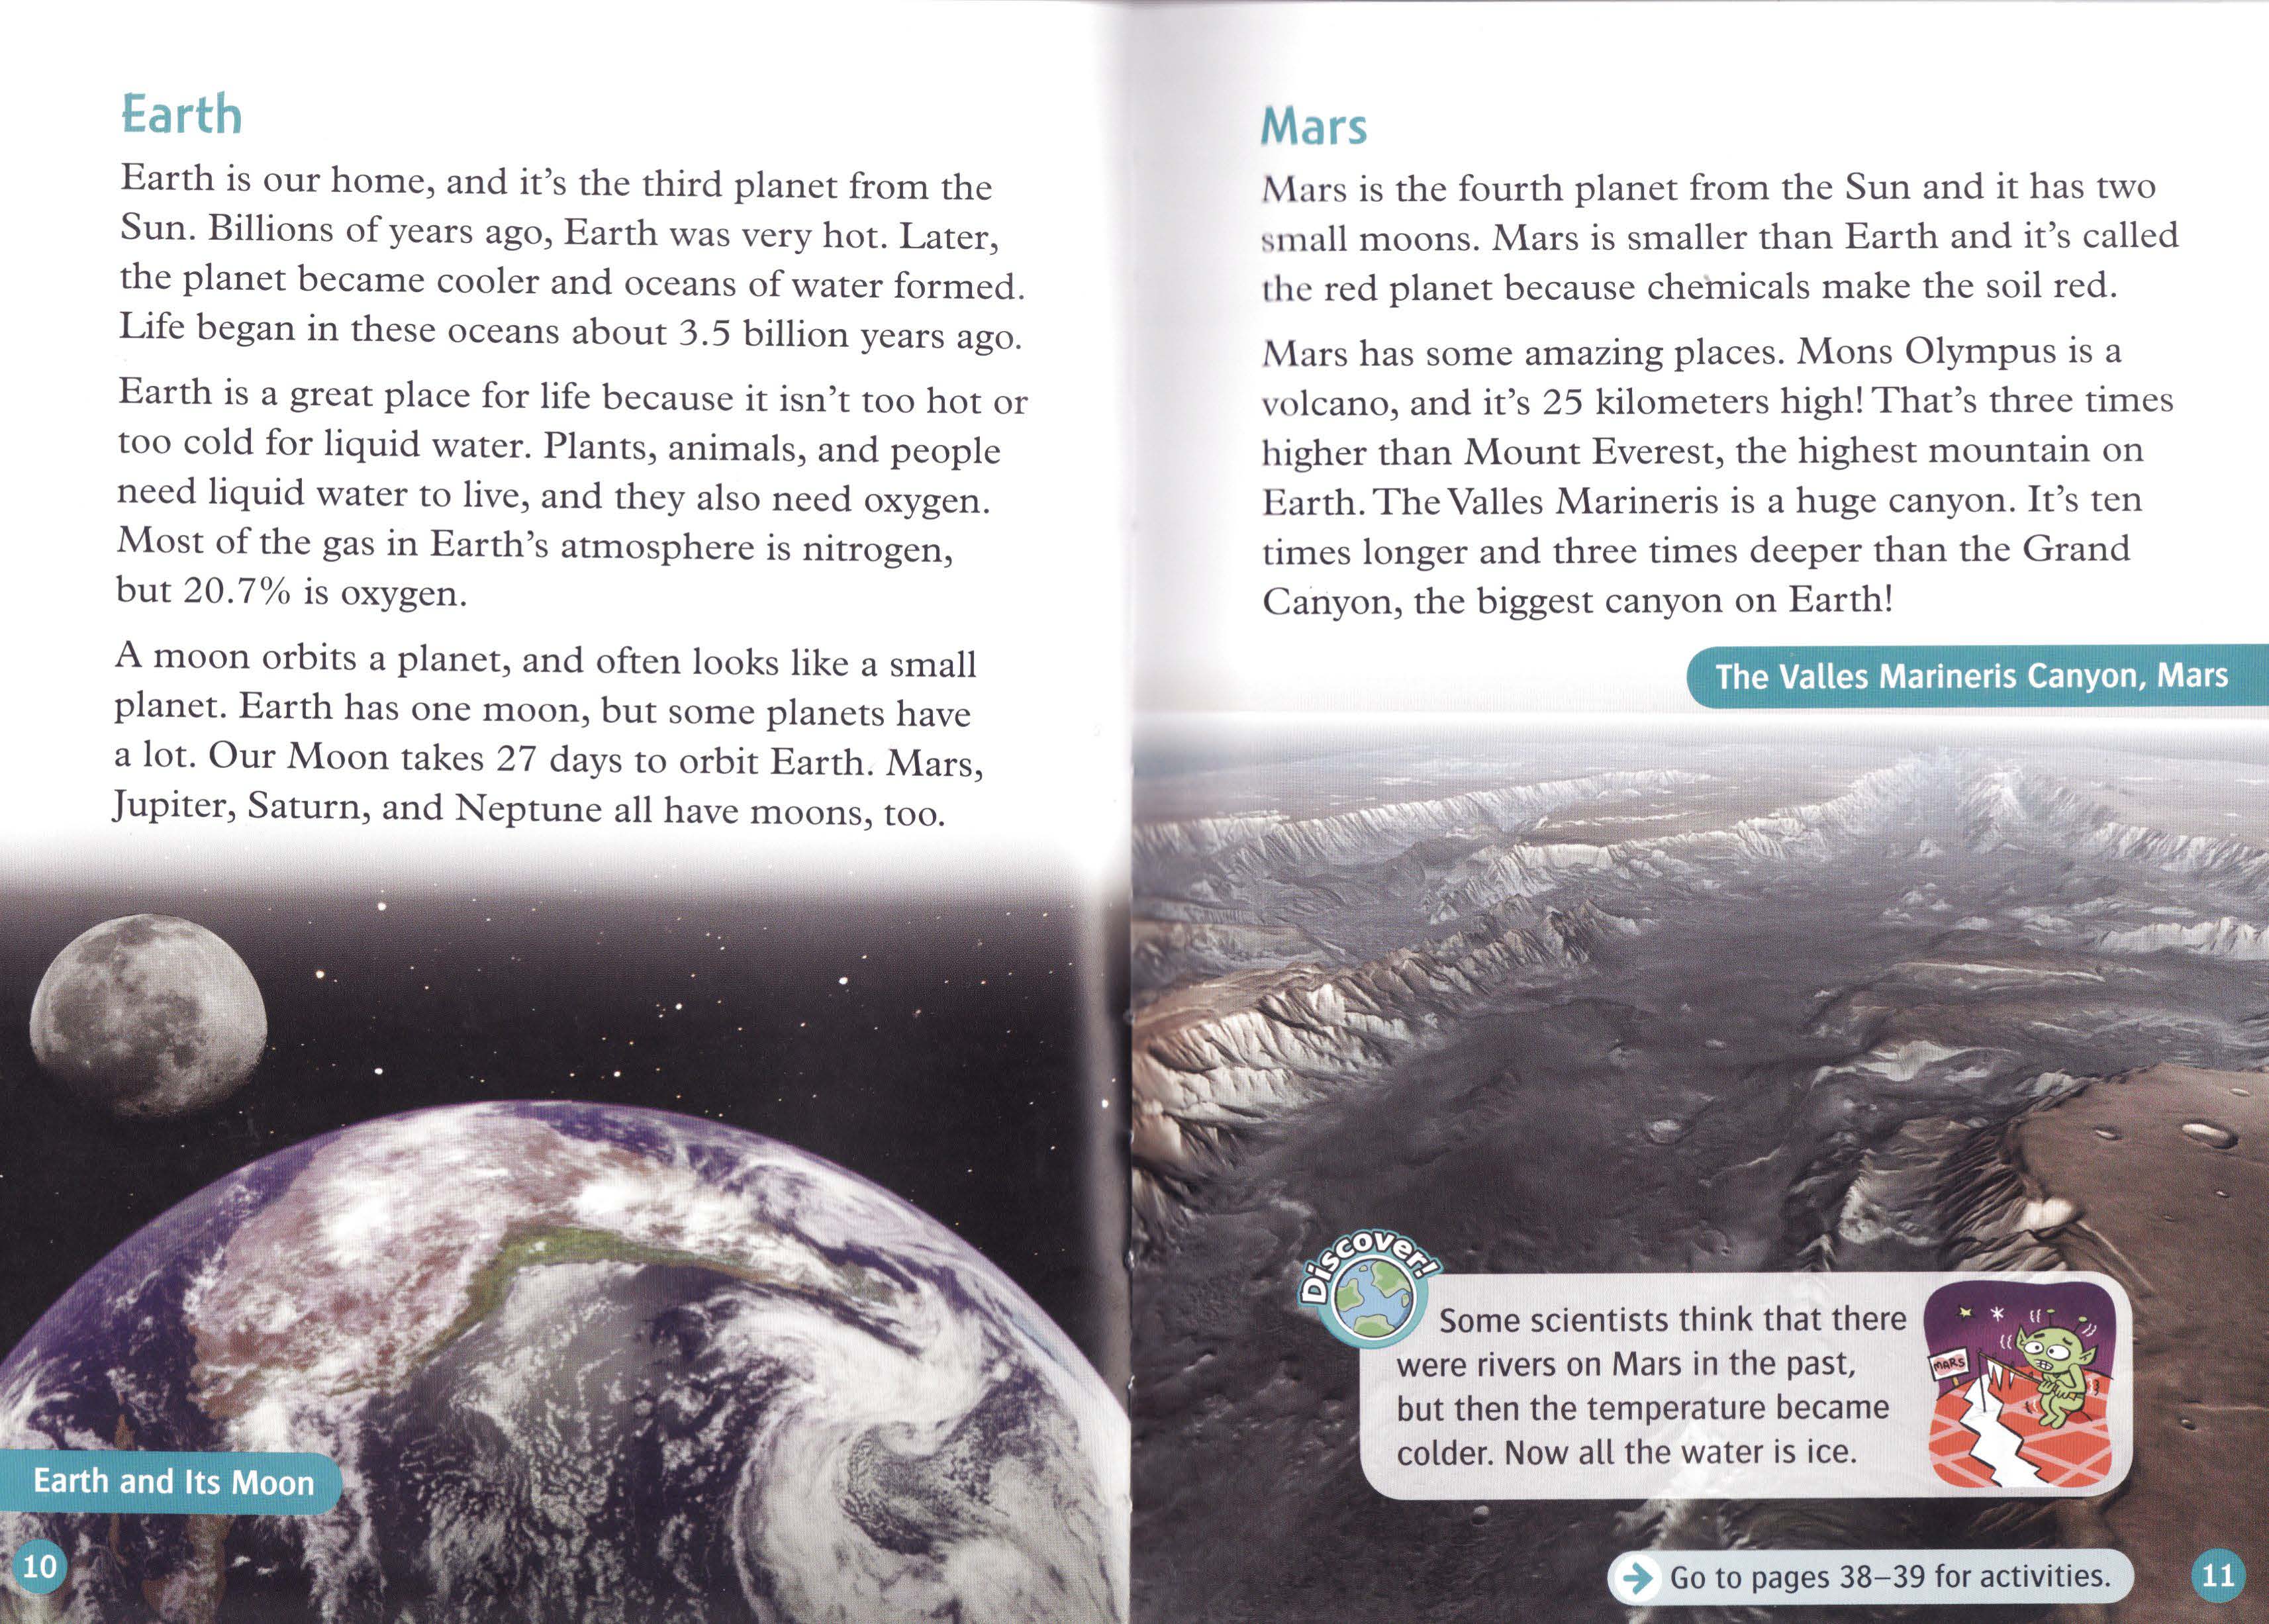 Earth
Earth is our home, and it's the third planet from the
Sun. Billions of years ago, Earth was very hot. Later,
the planet became cooler and oceans of water formed.
Life began in these oceans about 3.5 billion years ago.
Earth is a great place for life because it isn't too hot or
too cold for liquid water. Plants, animals, and people
need liquid water to live, and they also need oxygen.
Most of the gas in Earth's atmosphere is nitrogen,
but 20.7% is oxygen.
A moon orbits a planet, and often looks like a small
planet. Earth has one moon, but some planets have
a lot. Our Moon takes 27 days to orbit Earth. Mars,
Jupiter, Saturn, and Neptune all have moons, too.
Earth and Its Moon
10
Mars
Mars is the fourth planet from the Sun and it has two
small moons. Mars is smaller than Earth and it's called
the red planet because chemicals make the soil red.
Mars has some amazing places. Mons Olympus is a
volcano, and it's 25 kilometers high! That's three times
higher than Mount Everest, the highest mountain on
Earth. The Valles Marineris is a huge canyon. It's ten
times longer and three times deeper than the Grand
Canyon, the biggest canyon on Earth!
The Valles Marineris Canyon, Mars
Discover!
Some scientists think that there
were rivers on Mars in the past,
but then the temperature became
colder. Now all the water is ice.
MARS
Go to pages 38–39 for activities.
11